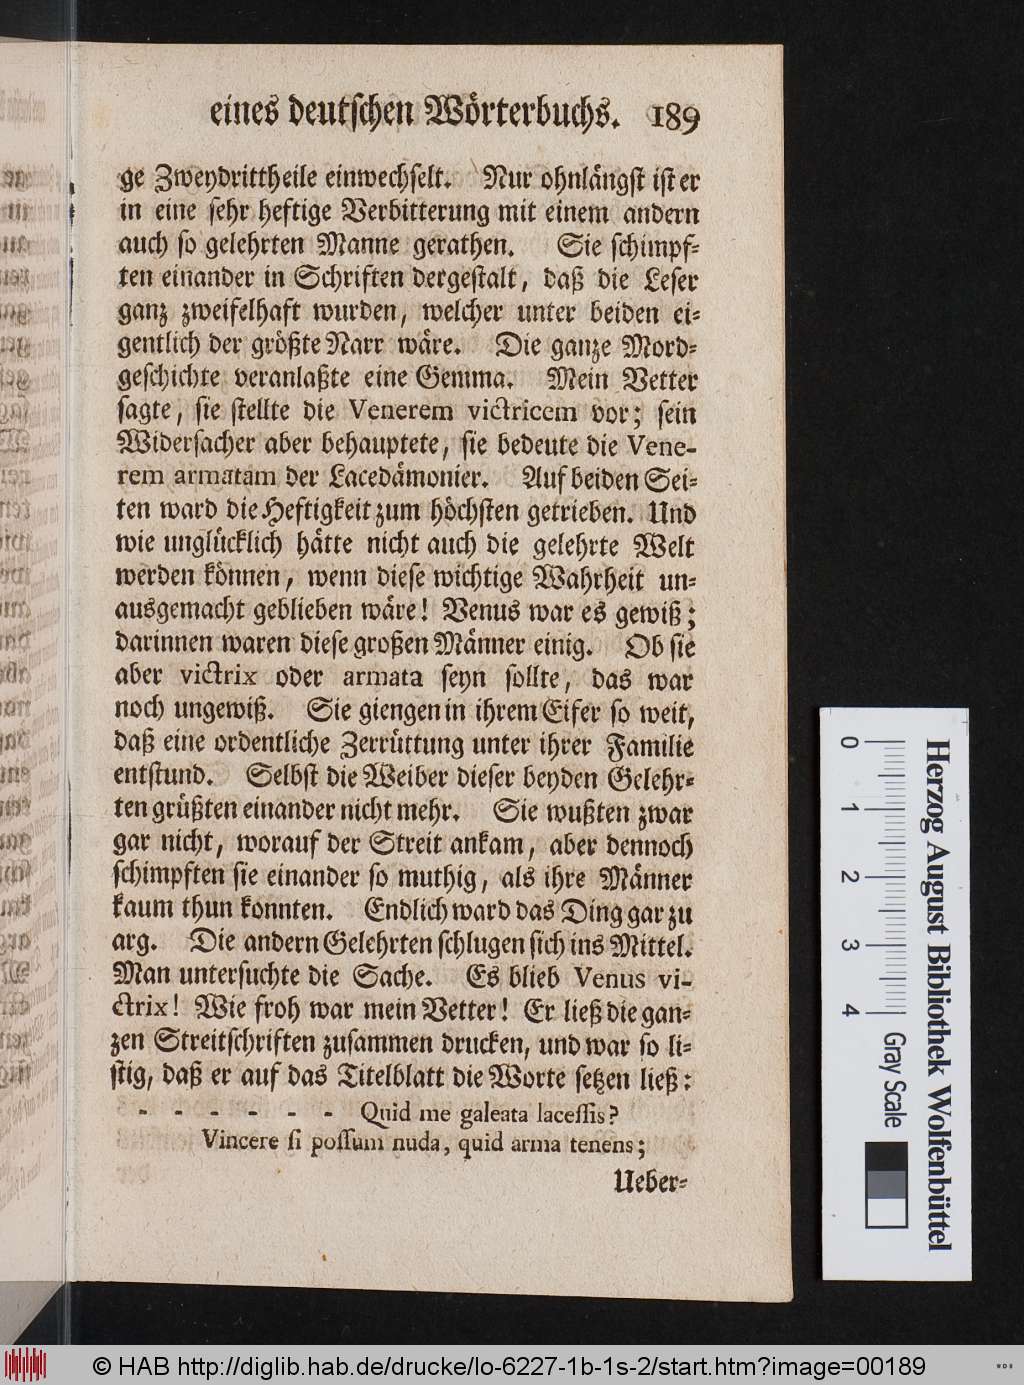 eines deutschen Wörterbuchs. 189
ge Zweydrittheile einwechselt. Nur ohnlängst ist er
in eine sehr heftige Verbitterung mit einem andern
auch so gelehrten Manne gerathen. Sie schimpf-
ten einander in Schriften dergestalt, daß die Leser
ganz zweifelhaft wurden, welcher unter beiden ei-
gentlich der größte Narr wäre. Die ganze Mord-
geschichte veranlaßte eine Gemma. Mein Vetter
sagte, sie stellte die Venerem victricem vor; sein
Widersacher aber behauptete, sie bedeute die Vene-
rem armatam der Lacedämonier. Auf beiden Sei-
ten ward die Heftigkeit zum höchsten getrieben. Und
wie unglücklich hätte nicht auch die gelehrte Welt
werden können, wenn diese wichtige Wahrheit un-
ausgemacht geblieben wäre! Venus war es gewiß;
darinnen waren diese großen Männer einig. Ob sie
aber victrix oder armata seyn sollte, das war
noch ungewiß. Sie giengen in ihrem Eifer so weit,
daß eine ordentliche Zerrüttung unter ihrer Familie
entstund. Selbst die Weiber dieser beyden Gelehr-
ten grüßten einander nicht mehr. Sie wußten zwar
gar nicht, worauf der Streit ankam, aber dennoch
schimpften sie einander so muthig, als ihre Männer
kaum thun konnten. Endlich ward das Ding gar zu
arg. Die andern Gelehrten schlugen sich ins Mittel.
Man untersuchte die Sache. Es blieb Venus vi-
ctrix! Wie froh war mein Vetter! Er ließ die gan-
zen Streitschriften zusammen drucken, und war so li-
stig, daß er auf das Titelblatt die Worte setzen ließ:
- - - - - - Quid me galeata lacessis?
Vincere si possum nuda, quid arma tenens;
Ueber-
Herzog August Bibliothek Wolfenbüttel
0 1 2 3 4 Gray Scale
© HAB http://diglib.hab.de/drucke/lo-6227-1b-1s-2/start.htm?image=00189